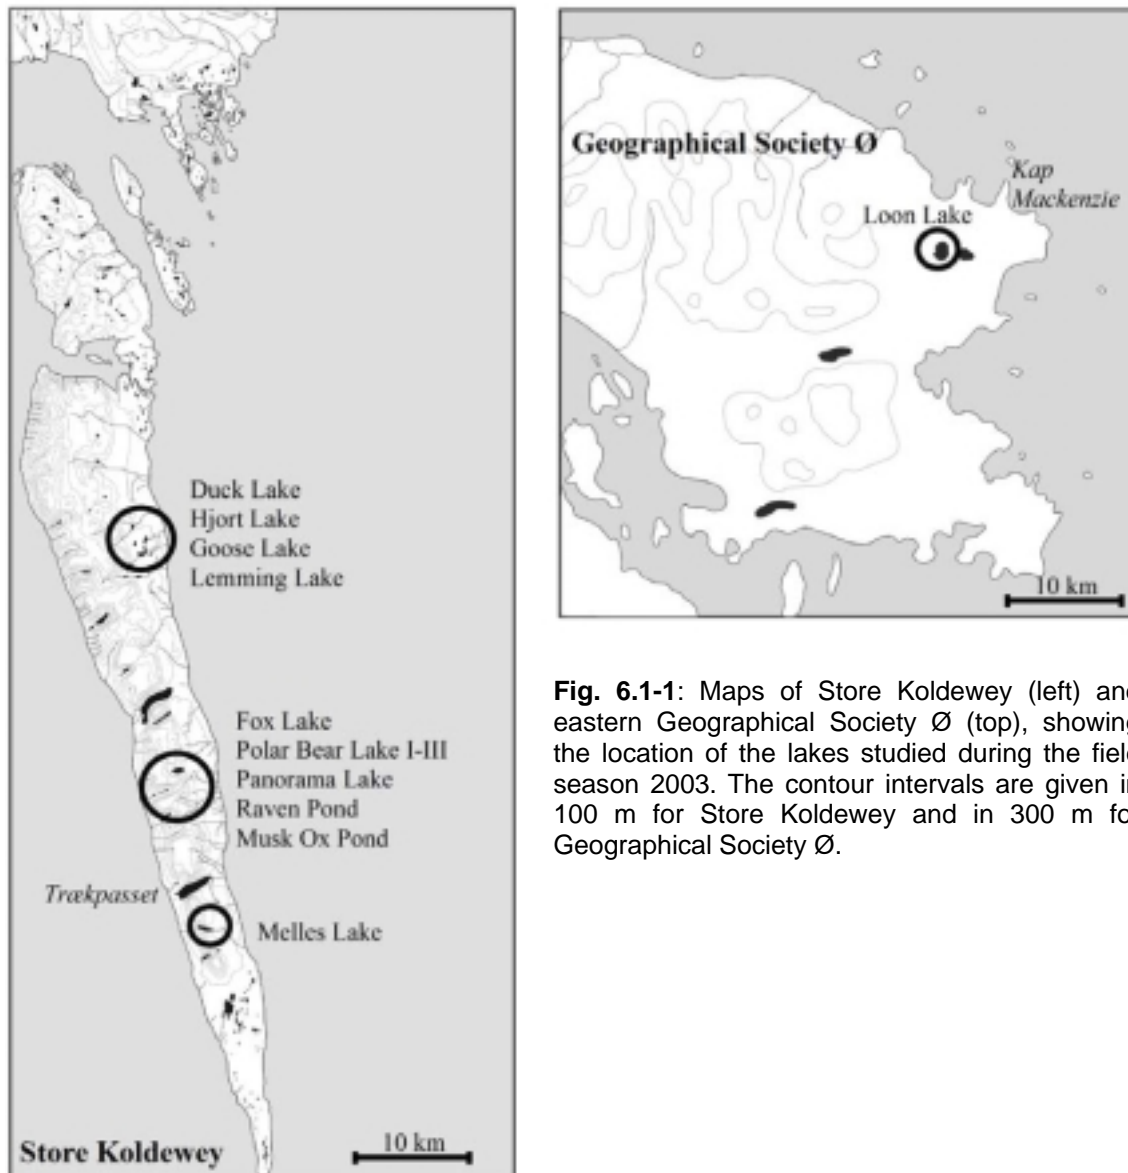 Duck Lake
Hjort Lake
Goose Lake
Lemming Lake
Fox Lake
Polar Bear Lake I-III
Panorama Lake
Raven Pond
Musk Ox Pond
Trækpasset
Melles Lake
Store Koldewey
10 km
Geographical Society Ø
Kap
Mackenzie
Loon Lake
10 km
Fig. 6.1-1: Maps of Store Koldewey (left) and
eastern Geographical Society Ø (top), showing
the location of the lakes studied during the field
season 2003. The contour intervals are given in
100 m for Store Koldewey and in 300 m fo
Geographical Society Ø.